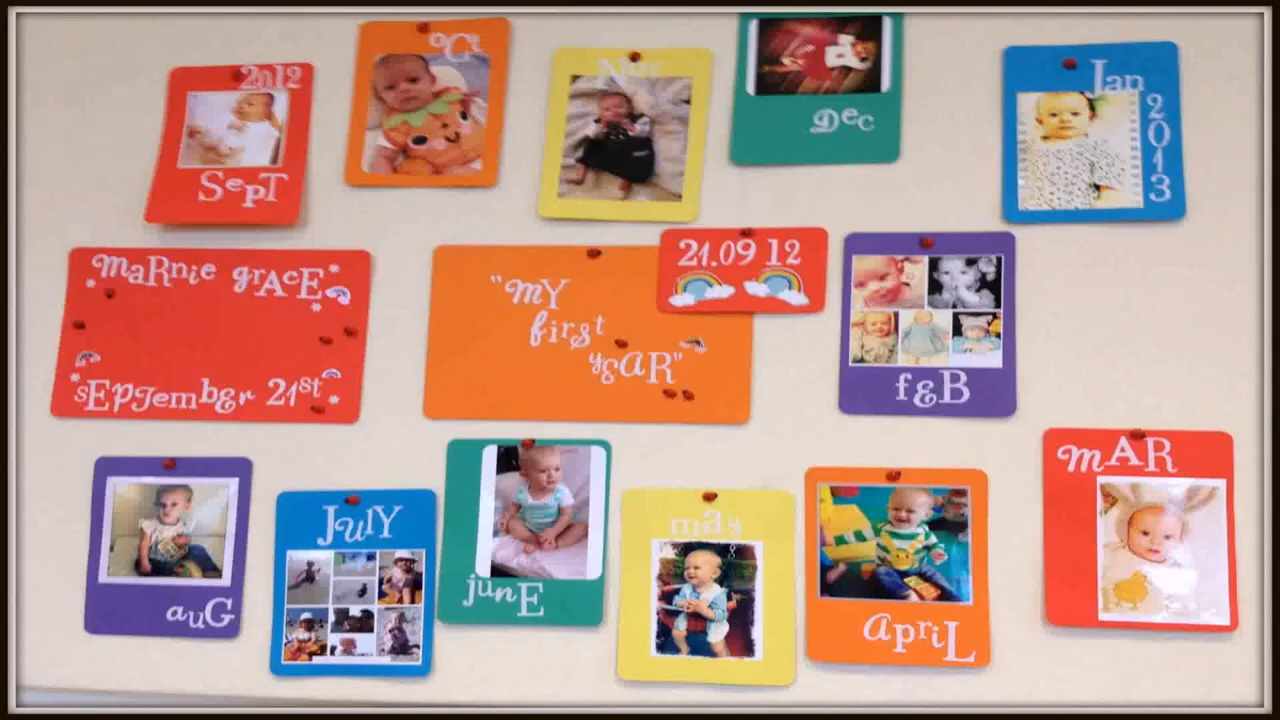 2012
SepT
Oct
Nov
Dec
Jan
2013
maRnie grAcE
sEpTember 21st
"mY
first
yEAR"
21.09 12
fEB
mAR
ApriL
may
junE
JulY
auG